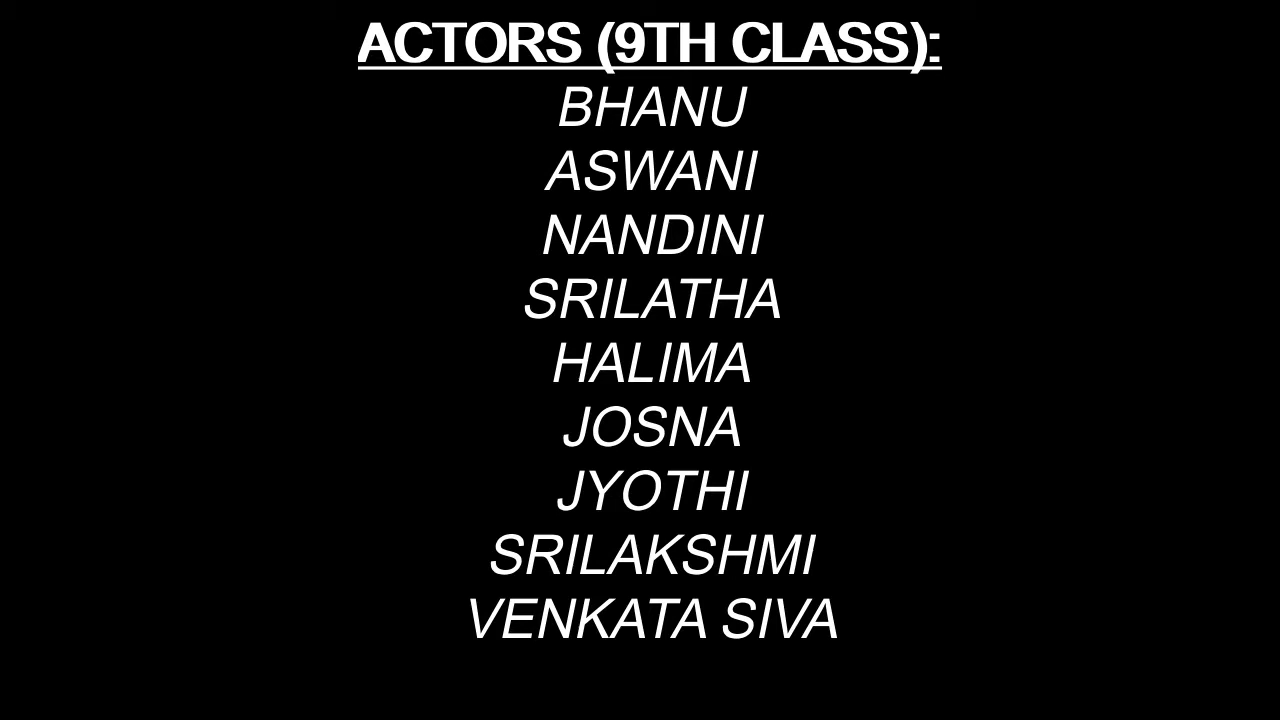 ACTORS (9TH CLASS):
BHANU
ASWANI
NANDINI
SRILATHA
HALIMA
JOSNA
JYOTHI
SRILAKSHMI
VENKATA SIVA